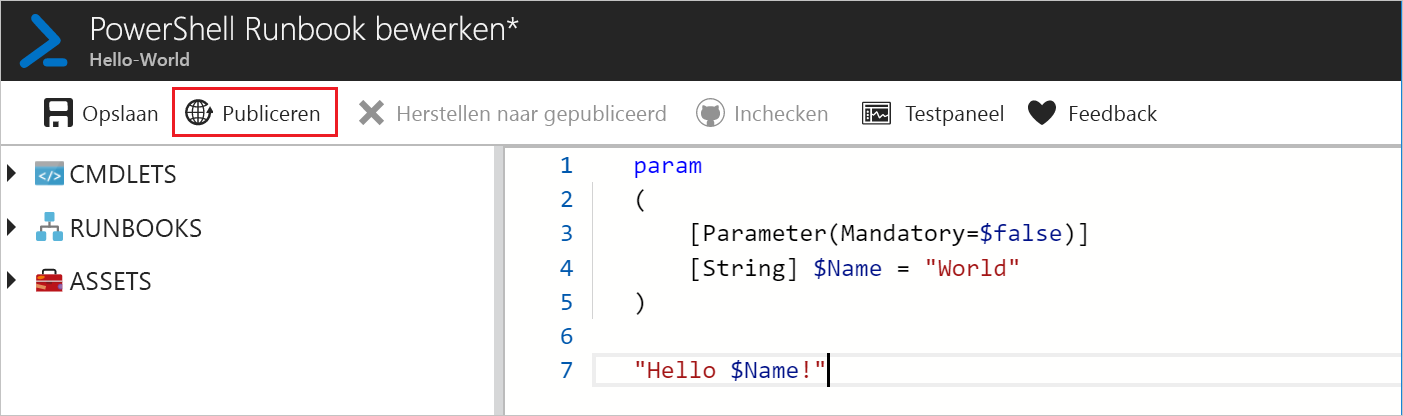 PowerShell Runbook bewerken*
Hello-World
Opslaan Publiceren Herstellen naar gepubliceerd Inchecken Testpaneel Feedback
CMDLETS
RUNBOOKS
ASSETS
1 param
2 (
3 [Parameter(Mandatory=$false)]
4 [String] $Name = "World"
5 )
6
7 "Hello $Name!"